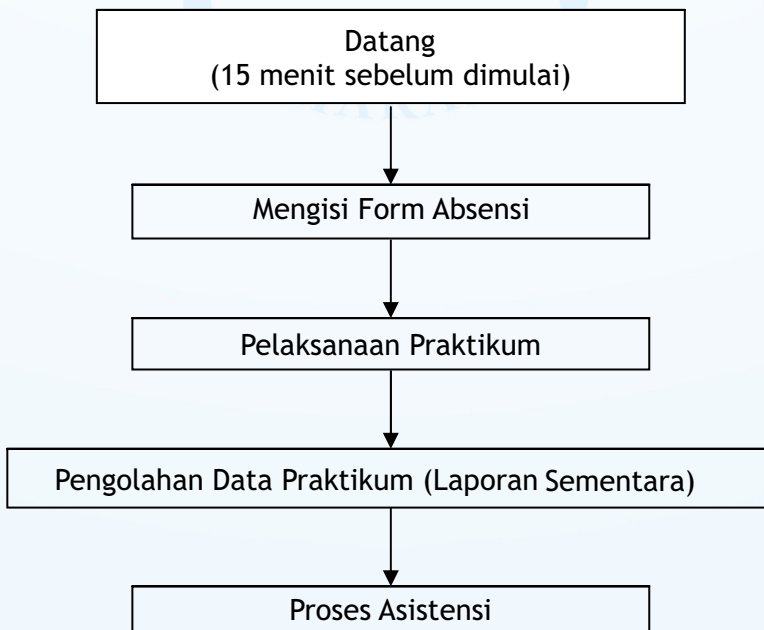 Datang
(15 menit sebelum dimulai)
Mengisi Form Absensi
Pelaksanaan Praktikum
Pengolahan Data Praktikum (Laporan Sementara)
Proses Asistensi